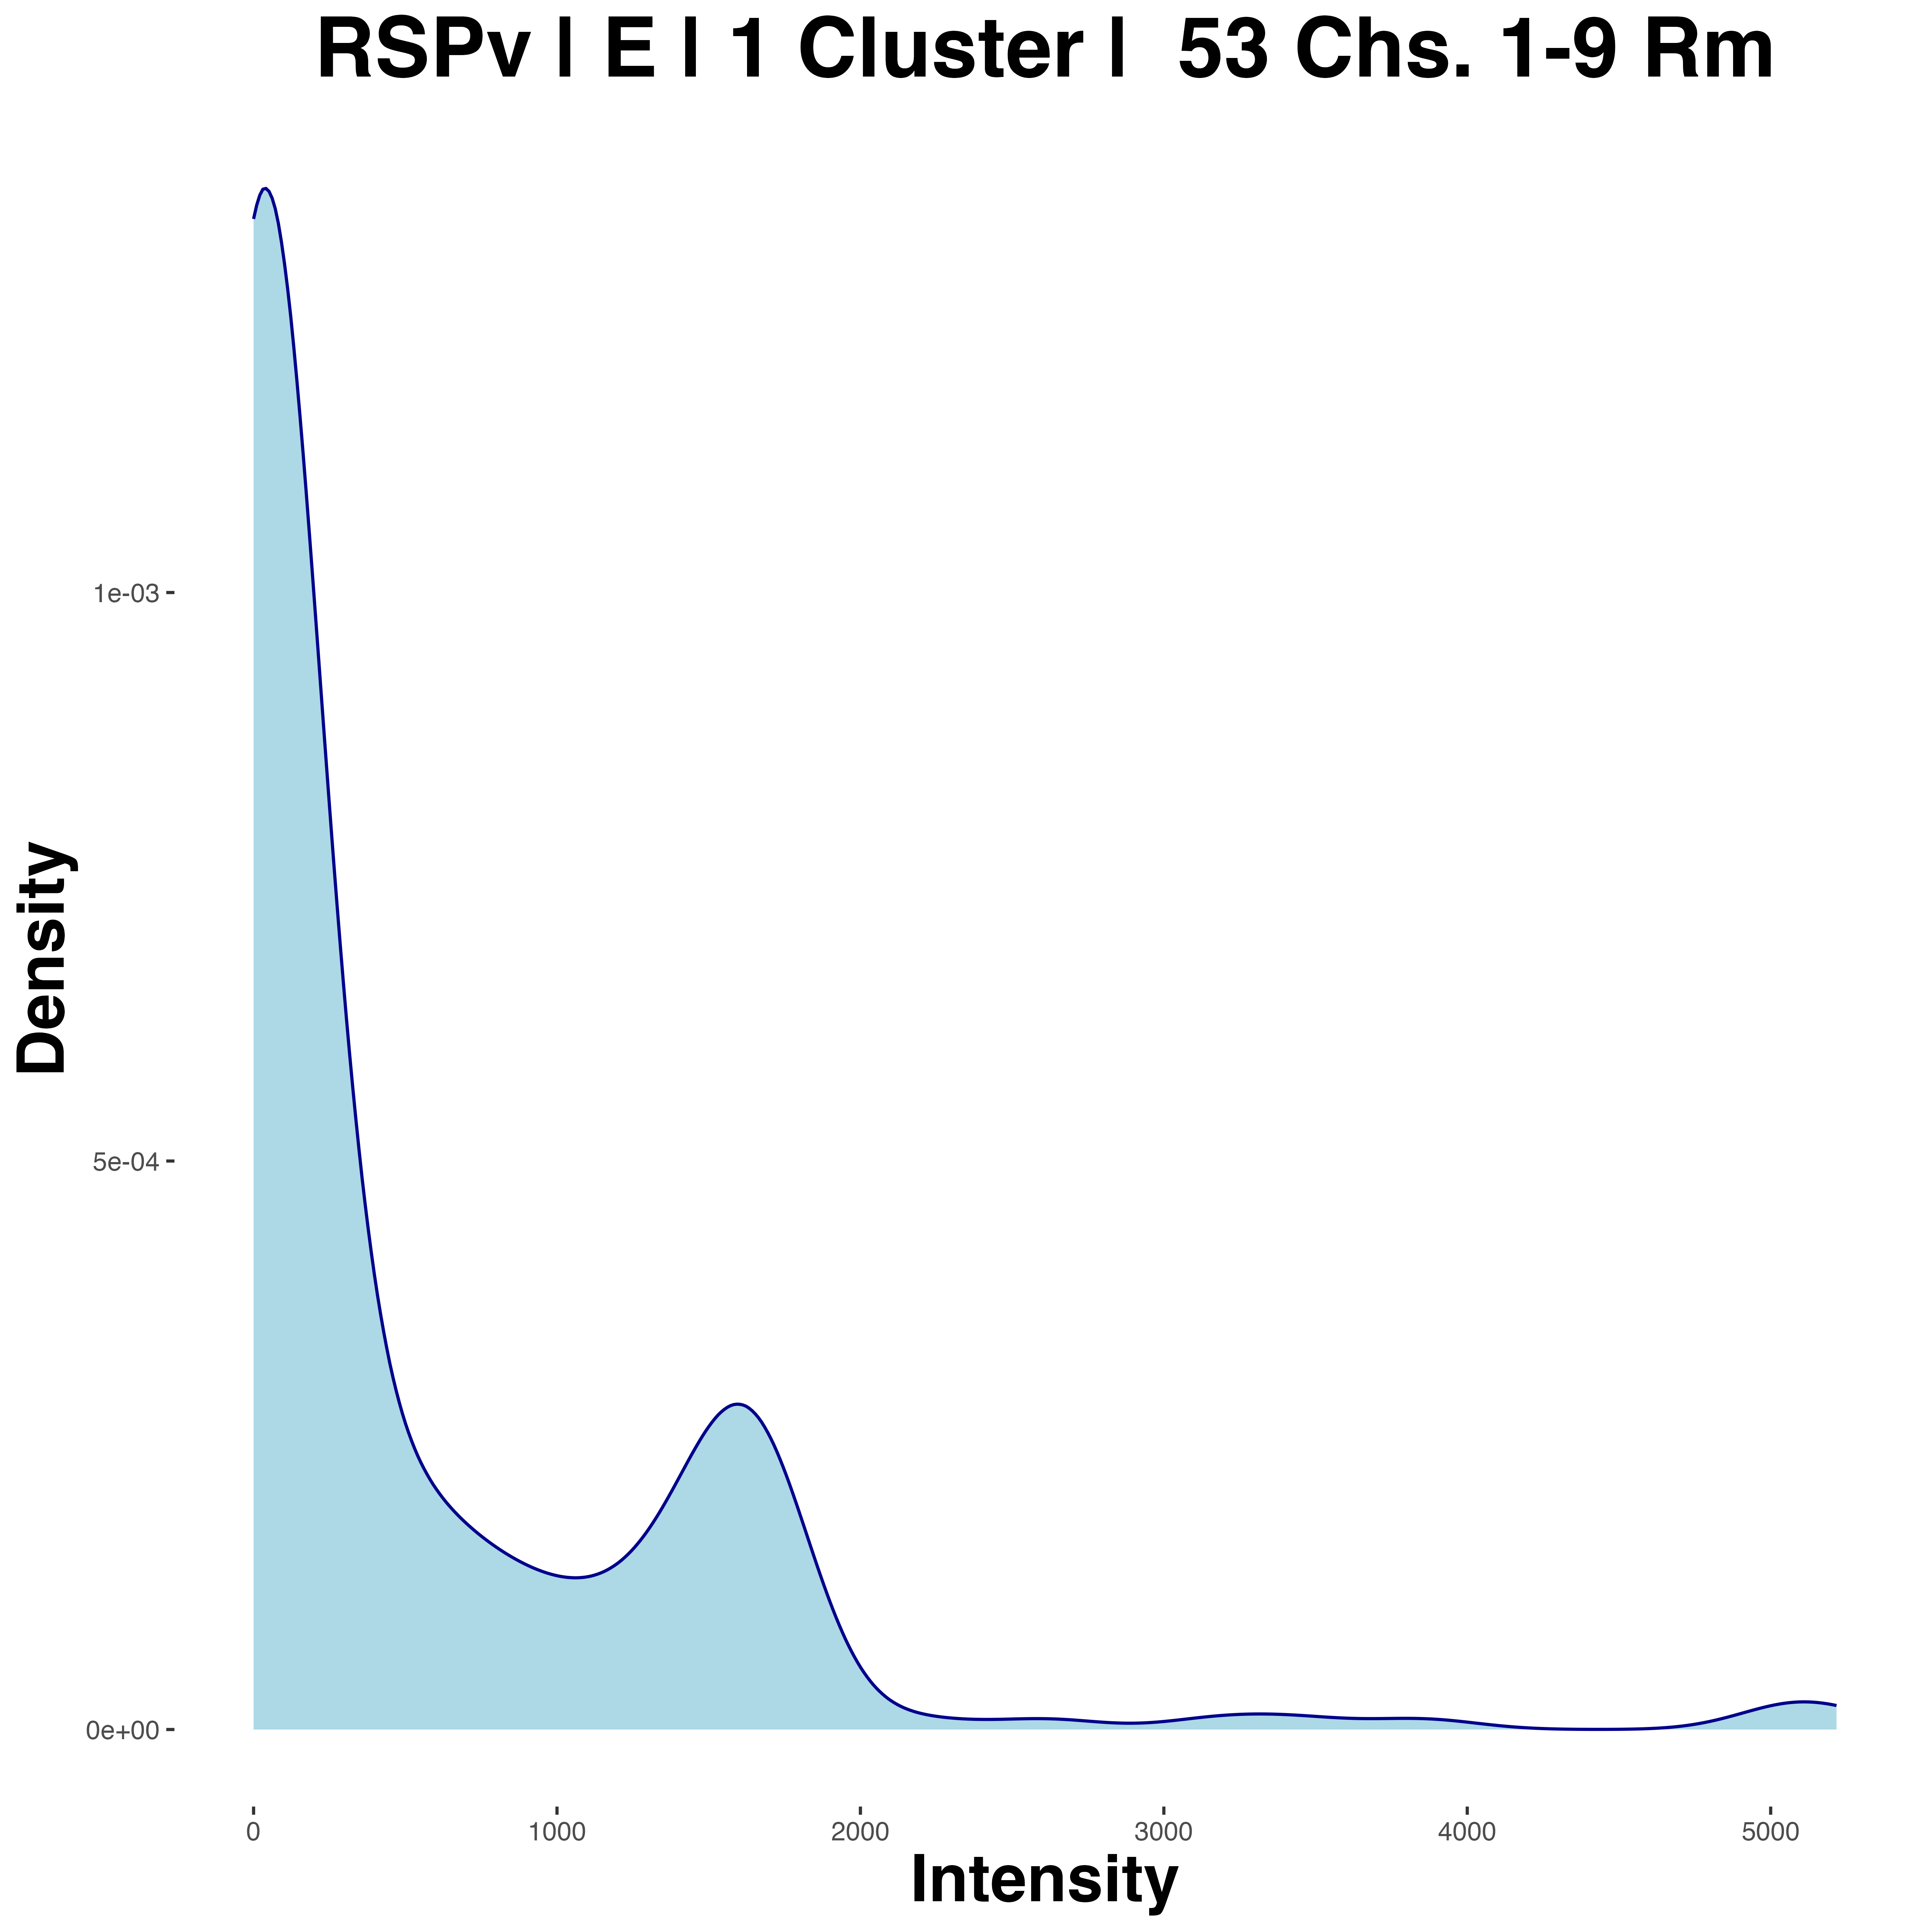 RSPv | E | 1 Cluster |  53 Chs. 1-9 Rm
Density
1e-03
5e-04
0e+00
0
1000
2000
3000
4000
5000
Intensity